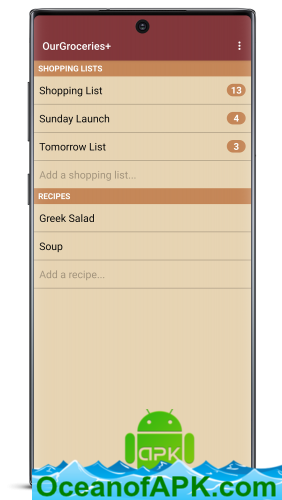 OurGroceries+
SHOPPING LISTS
Shopping List 13
Sunday Launch 4
Tomorrow List 3
Add a shopping list...
RECIPES
Greek Salad
Soup
Add a recipe...
APK
OceanofAPK.com